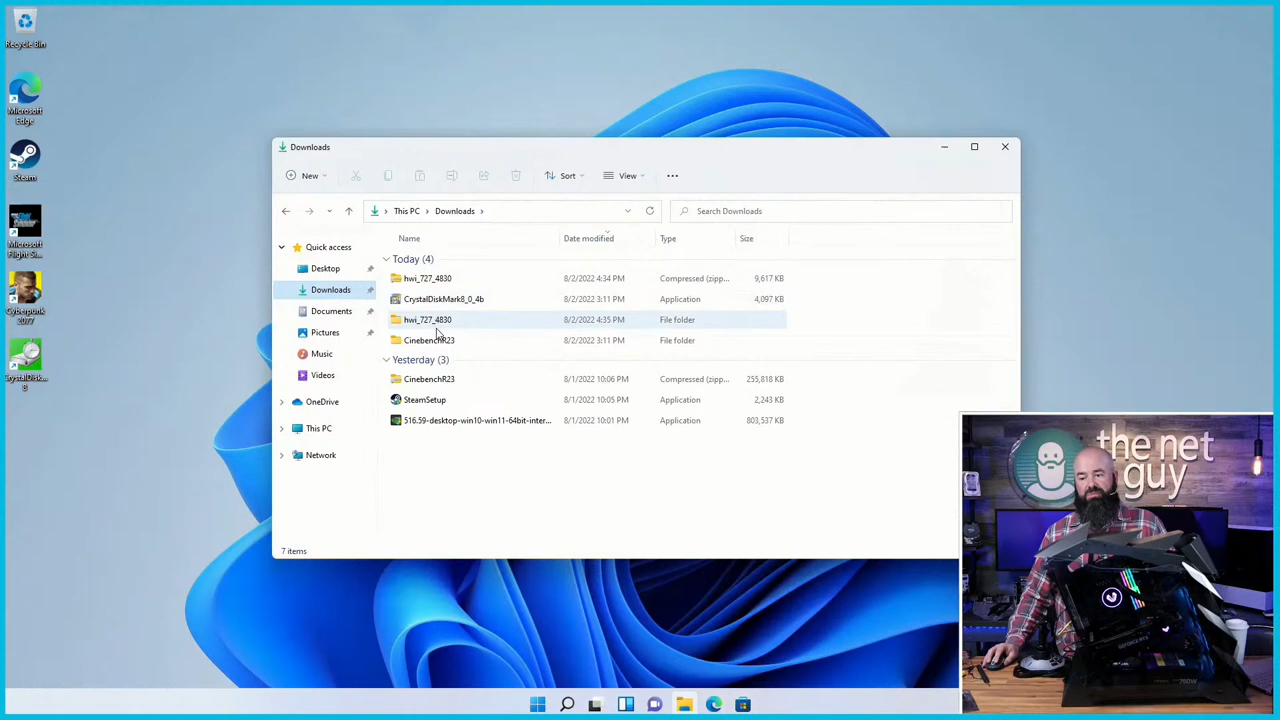 Recycle Bin
Microsoft
Edge
Steam
Microsoft
Flight Si...
Cyberpunk
2077
CrystalDisk...
8
Downloads
New
Sort
View
This PC
Downloads
Search Downloads
Name
Date modified
Type
Size
Quick access
Desktop
Downloads
Documents
Pictures
Music
Videos
OneDrive
This PC
Network
Today (4)
hwi_727_4830 8/2/2022 4:34 PM Compressed (zipp... 9,617 KB
CrystalDiskMark8_0_4b 8/2/2022 3:11 PM Application 4,097 KB
hwi_727_4830 8/2/2022 4:35 PM File folder
CinebenchR23 8/2/2022 3:11 PM File folder
Yesterday (3)
CinebenchR23 8/1/2022 10:06 PM Compressed (zipp... 255,818 KB
SteamSetup 8/1/2022 10:05 PM Application 2,243 KB
516.59-desktop-win10-win11-64bit-inter... 8/1/2022 10:01 PM Application 803,537 KB
7 items
the net
guy
GEFORCE RTX